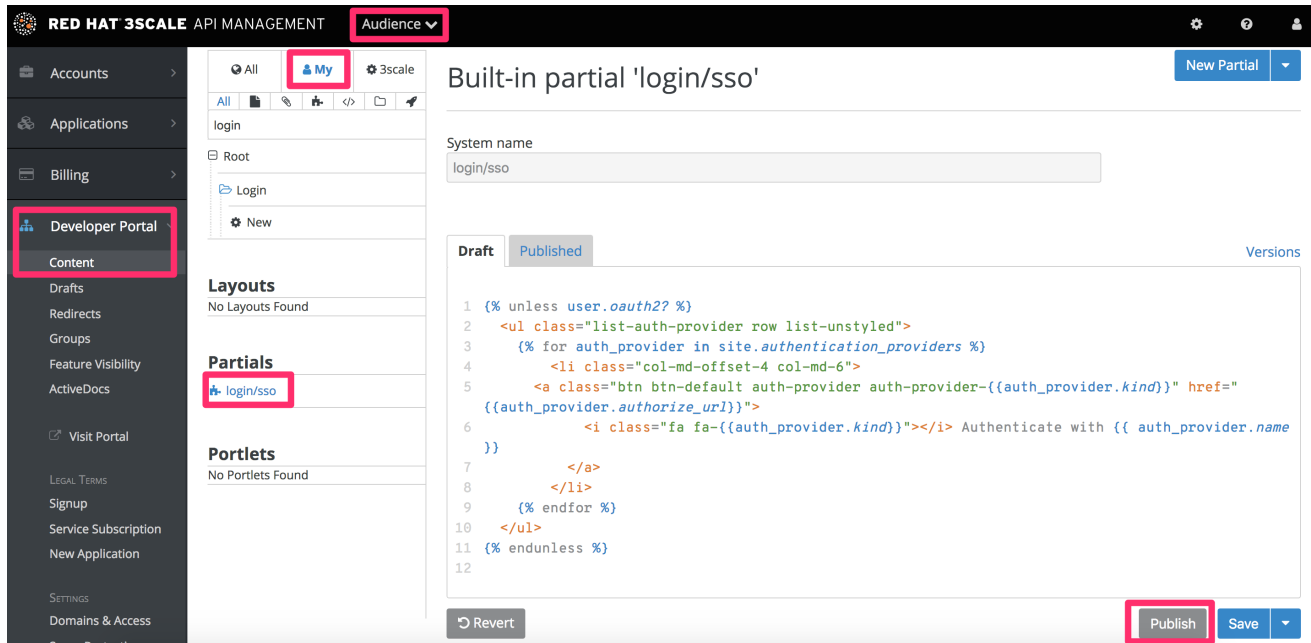 RED HAT 3SCALE API MANAGEMENT
Audience
Accounts
Applications
Billing
Developer Portal
Content
Drafts
Redirects
Groups
Feature Visibility
ActiveDocs
Visit Portal
LEGAL TERMS
Signup
Service Subscription
New Application
SETTINGS
Domains & Access
All
My
3scale
All
</>
login
Root
Login
New
Layouts
No Layouts Found
Partials
login/sso
Portlets
No Portlets Found
Built-in partial 'login/sso'
New Partial
System name
login/sso
Draft
Published
Versions
1 {% unless user.oauth2? %}
2 <ul class="list-auth-provider row list-unstyled">
3 {% for auth_provider in site.authentication_providers %}
4 <li class="col-md-offset-4 col-md-6">
5 <a class="btn btn-default auth-provider auth-provider-{{auth_provider.kind}}" href="
{{auth_provider.authorize_url}}">
6 <i class="fa fa-{{auth_provider.kind}}"></i> Authenticate with {{ auth_provider.name
}}
7 </a>
8 </li>
9 {% endfor %}
10 </ul>
11 {% endunless %}
12
Revert
Publish
Save